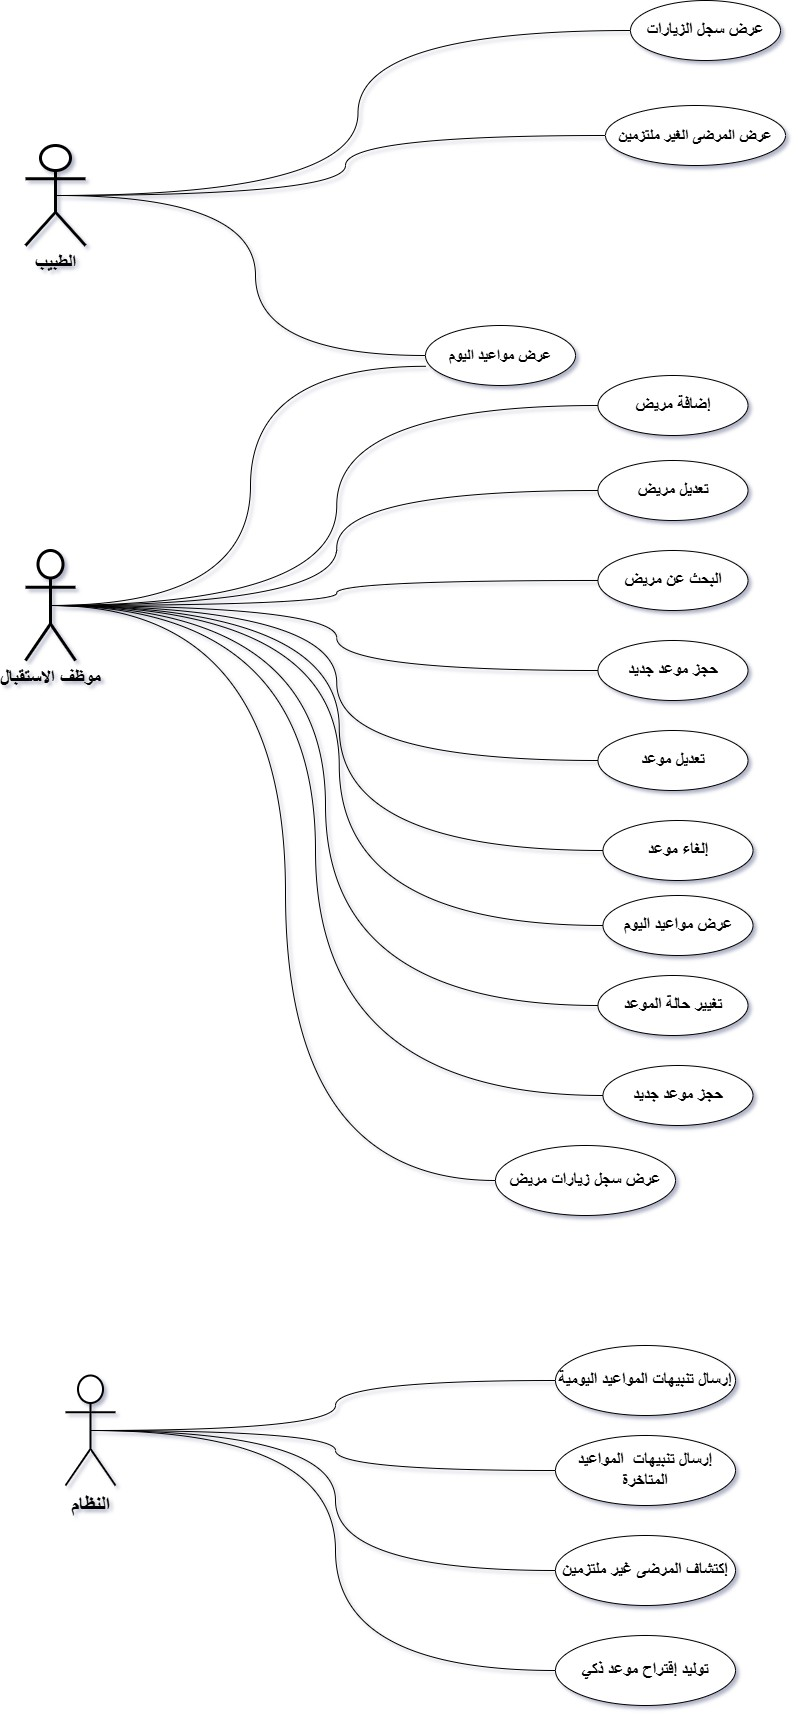 عرض سجل الزيارات
عرض المرضى الغير ملتزمين
الطبيب
عرض مواعيد اليوم
إضافة مريض
تعديل مريض
البحث عن مريض
موظف الاستقبال
حجز موعد جديد
تعديل موعد
إلغاء موعد
عرض مواعيد اليوم
تغيير حالة الموعد
حجز موعد جديد
عرض سجل زيارات مريض
إرسال تنبيهات المواعيد اليومية
إرسال تنبيهات المواعيد
المتاخرة
النظام
إكتشاف المرضى غير ملتزمين
توليد إقتراح موعد ذكي